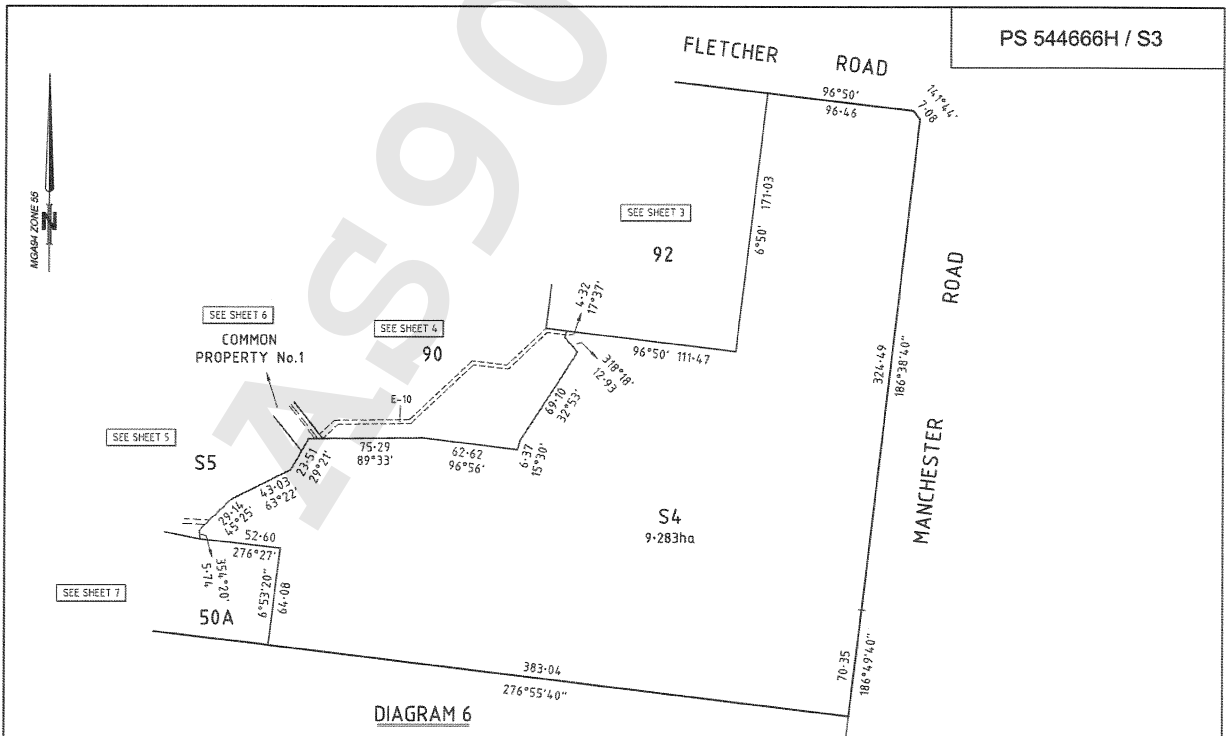 PS 544666H / S3
FLETCHER ROAD
96°50'
96·46
141°44'
7·08
MGA94 ZONE 55
N
171·03
6°50'
SEE SHEET 3
92
MANCHESTER ROAD
324·49
186°38'40"
4·32
17°37'
SEE SHEET 6
COMMON
PROPERTY No.1
SEE SHEET 4
90
96°50' 111·47
318°18'
12·93
E-10
69·10
32°53'
SEE SHEET 5
S5
75·29
89°33'
62·62
96°56'
6·37
15°30'
23·51
29°21'
43·03
63°22'
29·14
45°25'
S4
9·283ha
52·60
276°27'
354°20'
5·74
6°53'20"
64·08
SEE SHEET 7
50A
383·04
276°55'40"
70·35
186°49'40"
DIAGRAM 6
AS90